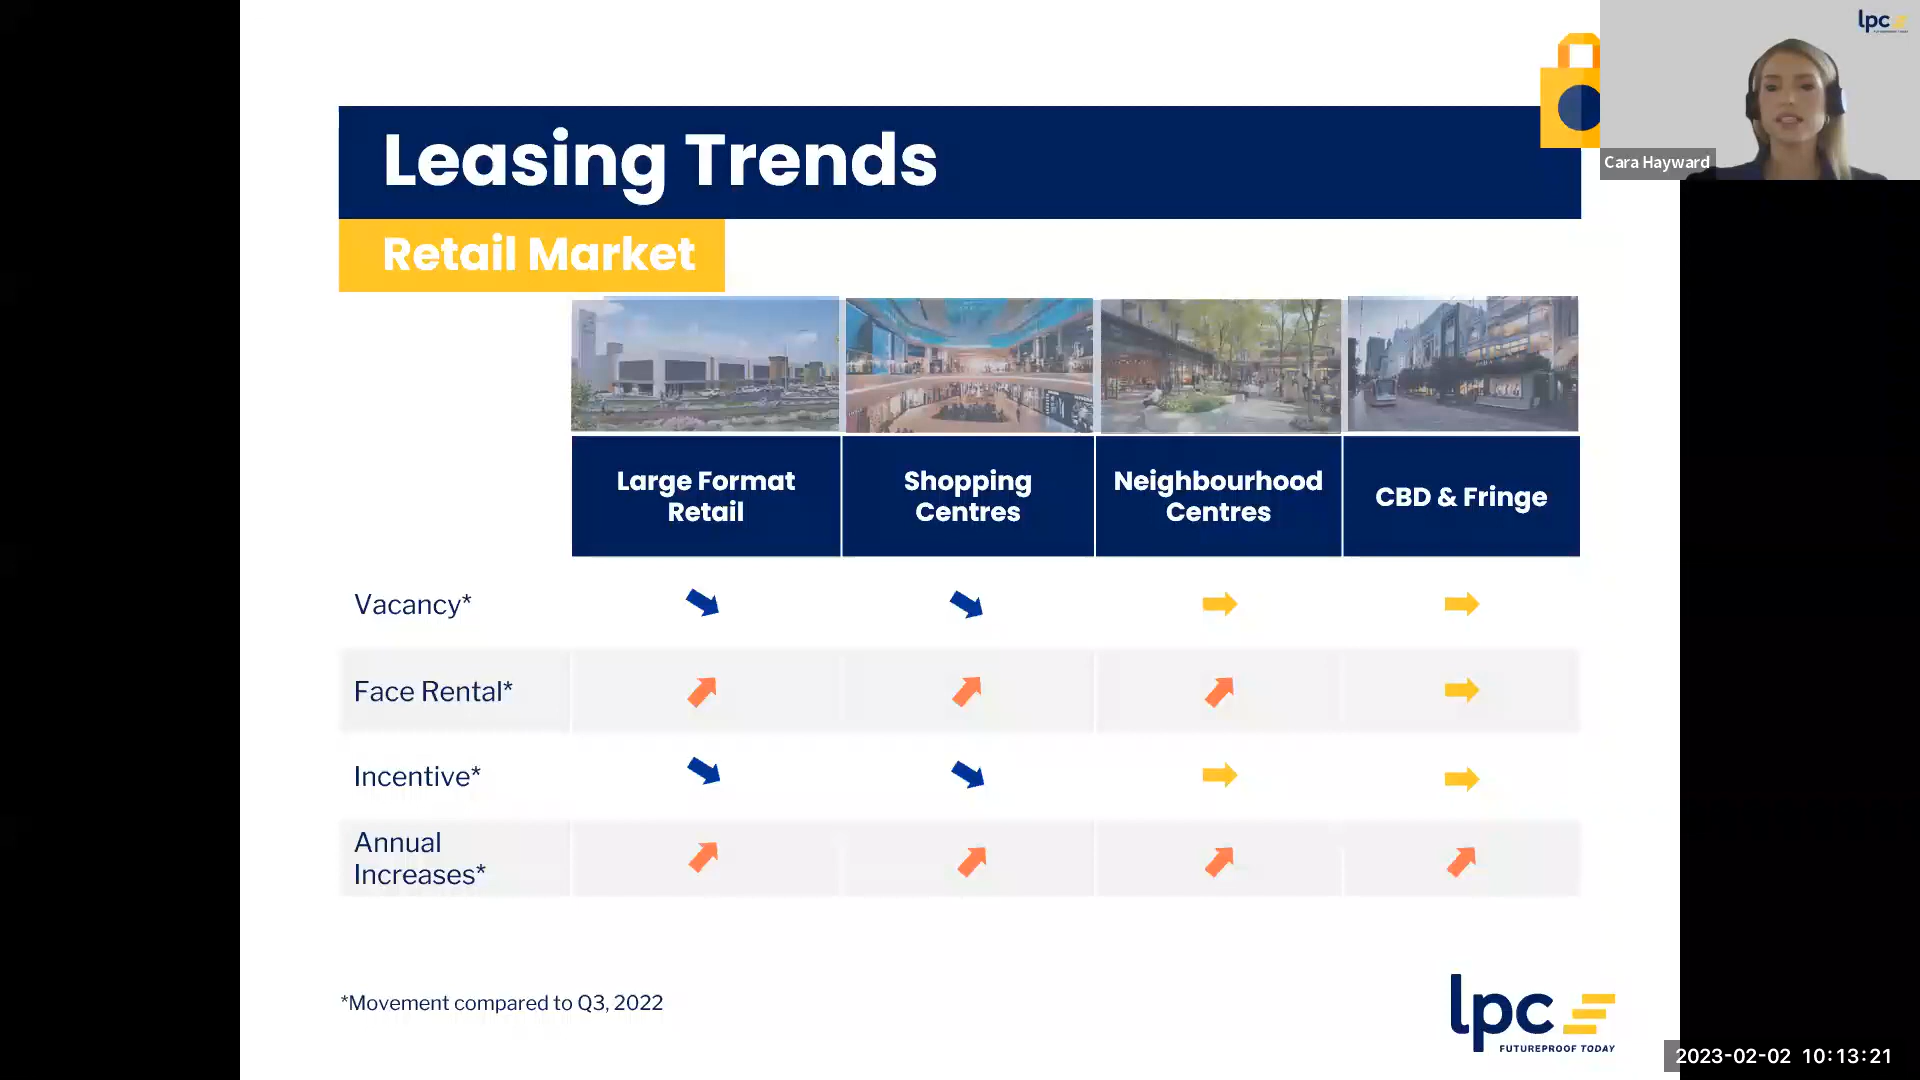 lpc
Cara Hayward
Leasing Trends
Retail Market
Large Format
Retail
Shopping
Centres
Neighbourhood
Centres
CBD & Fringe
Vacancy*
Face Rental*
Incentive*
Annual
Increases*
*Movement compared to Q3, 2022
lpc
FUTUREPROOF TODAY
2023-02-02 10:13:21